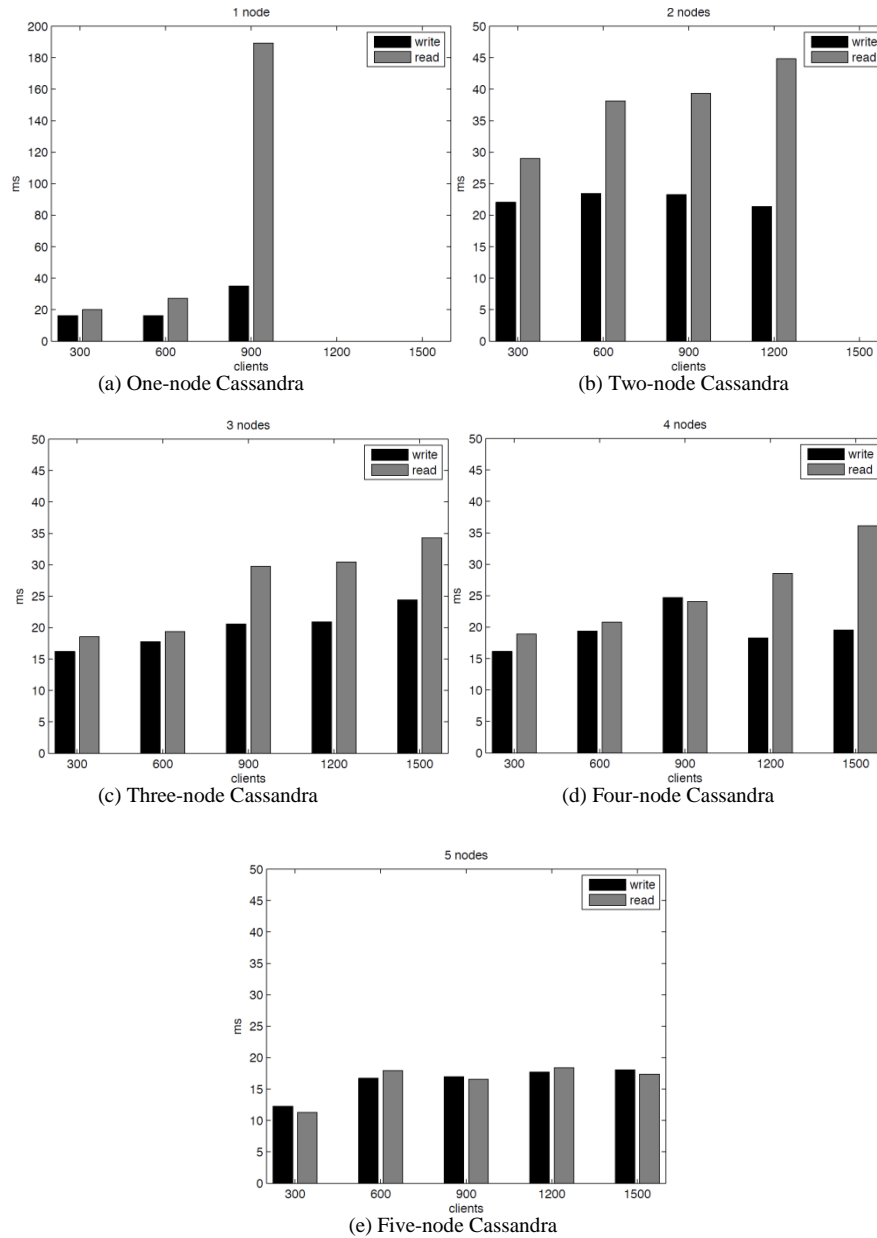 1 node
200
180
160
140
120
100
80
60
40
20
0
ms
write
read
300 600 900 1200 1500
clients
(a) One-node Cassandra
2 nodes
50
45
40
35
30
25
20
15
10
5
0
write
read
300 600 900 1200 1500
clients
(b) Two-node Cassandra
3 nodes
50
45
40
35
30
25
20
15
10
5
0
ms
write
read
300 600 900 1200 1500
clients
(c) Three-node Cassandra
4 nodes
50
45
40
35
30
25
20
15
10
5
0
ms
write
read
300 600 900 1200 1500
clients
(d) Four-node Cassandra
5 nodes
50
45
40
35
30
25
20
15
10
5
0
ms
write
read
300 600 900 1200 1500
clients
(e) Five-node Cassandra